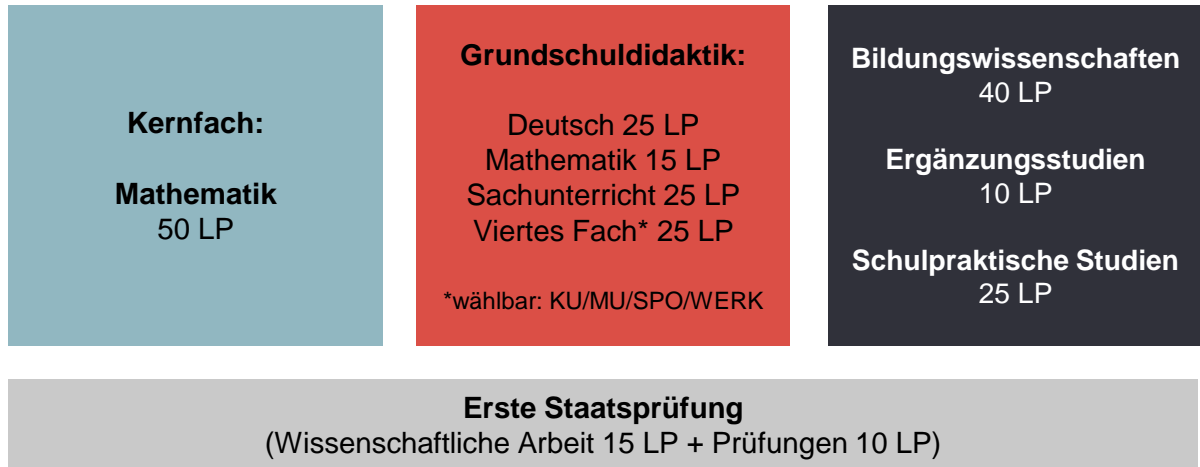 Kernfach:
Mathematik
50 LP
Grundschuldidaktik:
Deutsch 25 LP
Mathematik 15 LP
Sachunterricht 25 LP
Viertes Fach* 25 LP
*wählbar: KU/MU/SPO/WERK
Bildungswissenschaften
40 LP
Ergänzungsstudien
10 LP
Schulpraktische Studien
25 LP
Erste Staatsprüfung
(Wissenschaftliche Arbeit 15 LP + Prüfungen 10 LP)